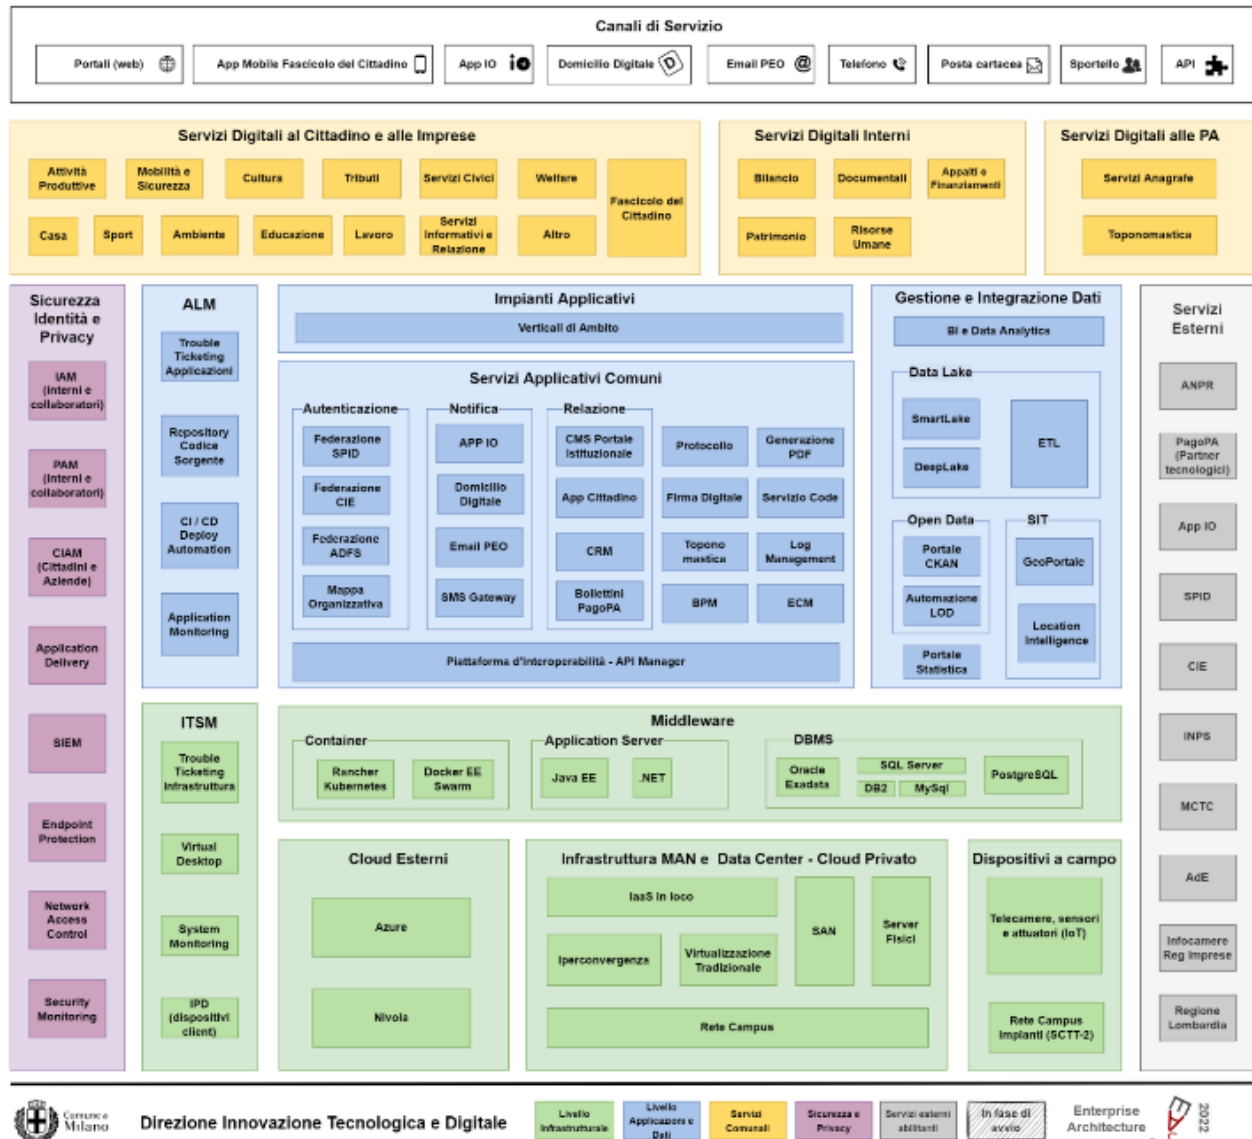 Canali di Servizio
Portali (web)
App Mobile Fascicolo del Cittadino
App IO
io
Domicilio Digitale
D
Email PEO
@
Telefono
Posta cartacea
Sportello
API
Servizi Digitali al Cittadino e alle Imprese
Attività
Produttive
Mobilità e
Sicurezza
Cultura
Tributi
Servizi Civici
Welfare
Fascicolo del
Cittadino
Casa
Sport
Ambiente
Educazione
Lavoro
Servizi
Informativi e
Relazione
Altro
Servizi Digitali Interni
Bilancio
Documentali
Appalti e
Finanziamenti
Patrimonio
Risorse
Umane
Servizi Digitali alle PA
Servizi Anagrafe
Toponomastica
Sicurezza
Identità e
Privacy
IAM
(interni e
collaboratori)
PAM
(interni e
collaboratori)
CIAM
(Cittadini e
Aziende)
Application
Delivery
SIEM
Endpoint
Protection
Network
Access
Control
Security
Monitoring
ALM
Trouble
Ticketing
Applicazioni
Repository
Codice
Sorgente
CI / CD
Deploy
Automation
Application
Monitoring
Impianti Applicativi
Verticali di Ambito
Servizi Applicativi Comuni
Autenticazione
Federazione
SPID
Federazione
CIE
Federazione
ADFS
Mappa
Organizzativa
Notifica
APP IO
Domicilio
Digitale
Email PEO
SMS Gateway
Relazione
CMS Portale
Istituzionale
App Cittadino
CRM
Bollettini
PagoPA
Protocollo
Generazione
PDF
Firma Digitale
Servizio Code
Topono
mastica
Log
Management
BPM
ECM
Piattaforma d'Interoperabilità - API Manager
Gestione e Integrazione Dati
BI e Data Analytics
Data Lake
SmartLake
DeepLake
ETL
Open Data
Portale
CKAN
Automazione
LOD
Portale
Statistica
SIT
GeoPortale
Location
Intelligence
Servizi
Esterni
ANPR
PagoPA
(Partner
tecnologici)
App IO
SPID
CIE
INPS
MCTC
AdE
Infocamere
Reg Imprese
Regione
Lombardia
ITSM
Trouble
Ticketing
Infrastruttura
Virtual
Desktop
System
Monitoring
IPD
(dispositivi
client)
Middleware
Container
Rancher
Kubernetes
Docker EE
Swarm
Application Server
Java EE
.NET
DBMS
Oracle
Exadata
SQL Server
DB2
MySql
PostgreSQL
Cloud Esterni
Azure
Nivola
Infrastruttura MAN e Data Center - Cloud Privato
IaaS in loco
Iperconvergenza
Virtualizzazione
Tradizionale
SAN
Server
Fisici
Rete Campus
Dispositivi a campo
Telecamere, sensori
e attuatori (IoT)
Rete Campus
Impianti (SCTT-2)
Comune di
Milano
Direzione Innovazione Tecnologica e Digitale
Livello
Infrastrutturale
Livello
Applicazioni e
Dati
Servizi
Comunali
Sicurezza e
Privacy
Servizi esterni
abilitanti
In fase di
avvio
Enterprise
Architecture
2022